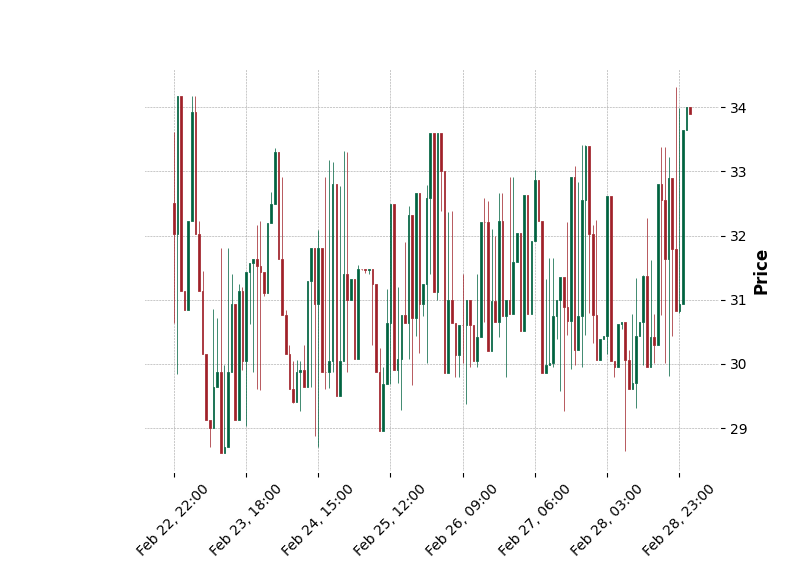 34
33
32
31
30
29
Price
Feb 22, 22:00
Feb 23, 18:00
Feb 24, 15:00
Feb 25, 12:00
Feb 26, 09:00
Feb 27, 06:00
Feb 28, 03:00
Feb 28, 23:00